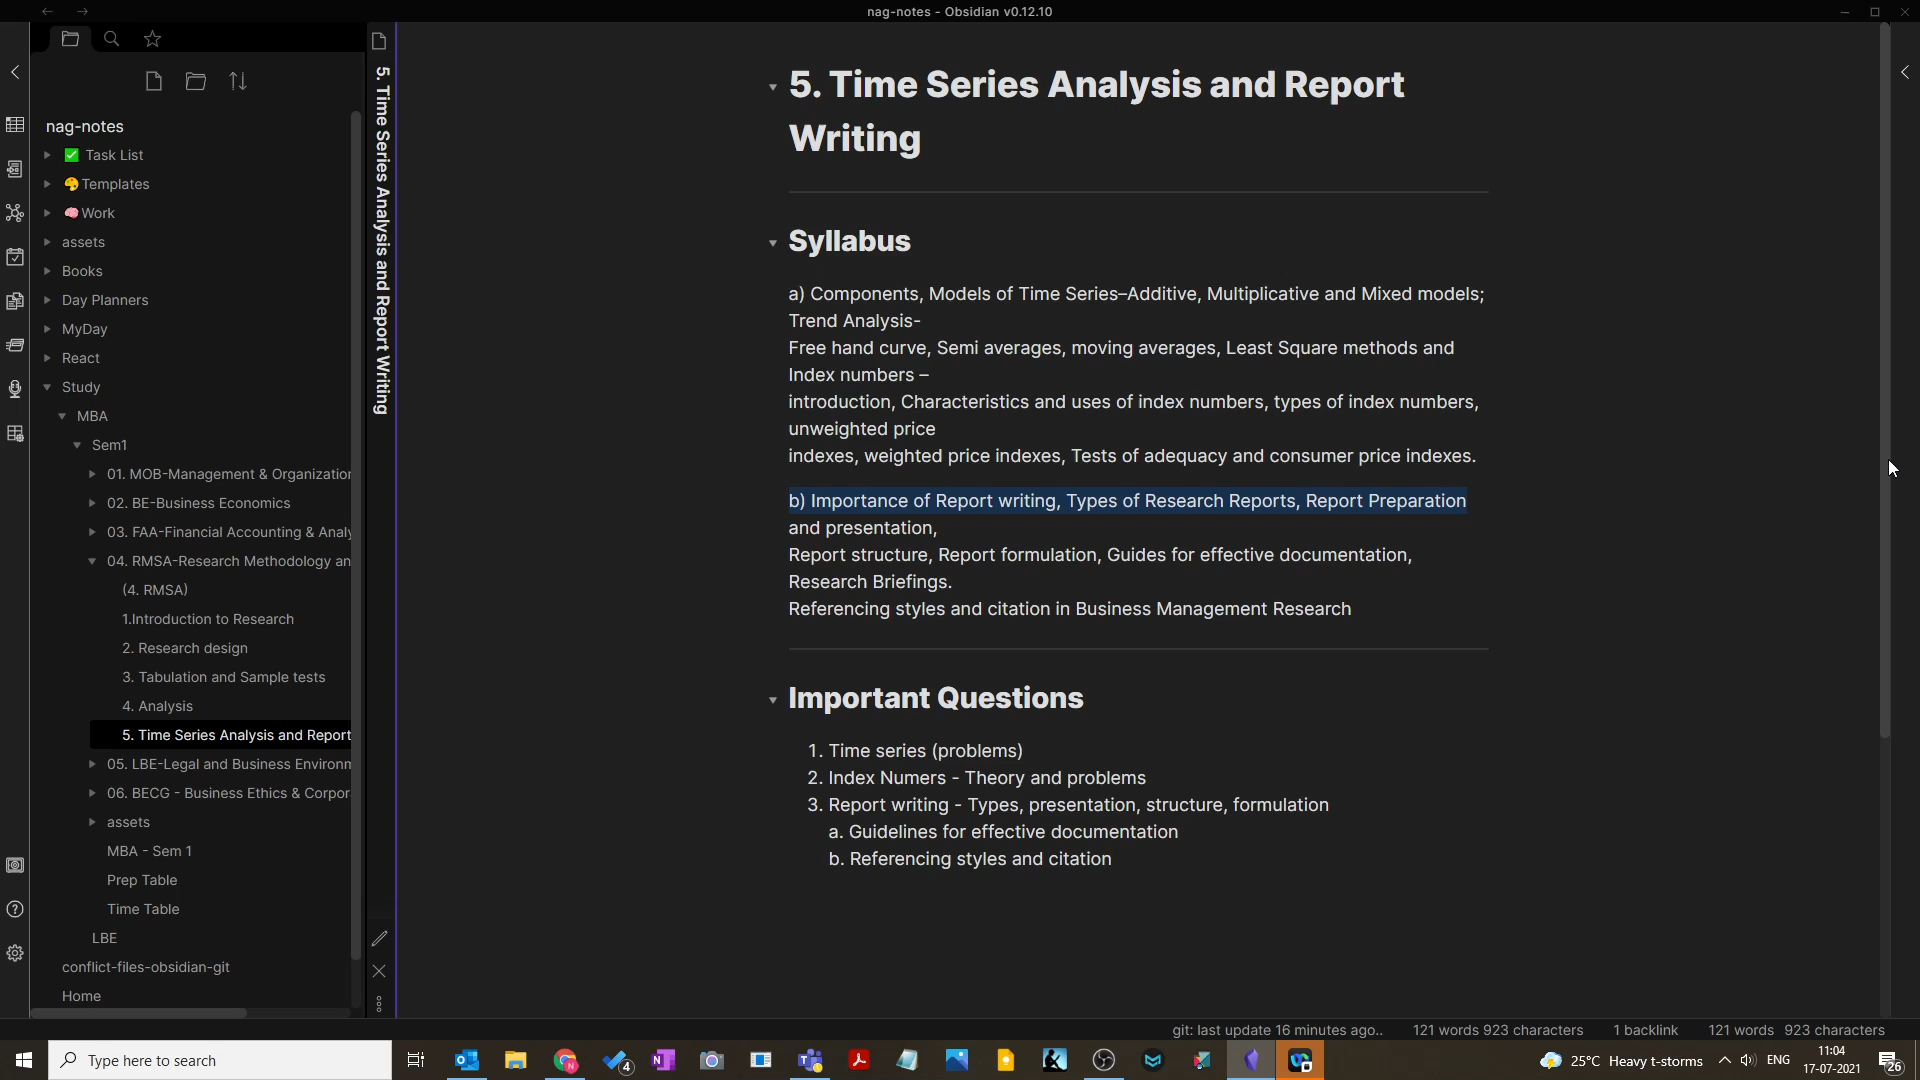 nag-notes - Obsidian v0.12.10
nag-notes
Task List
Templates
Work
assets
Books
Day Planners
MyDay
React
Study
MBA
Sem1
01. MOB-Management & Organization
02. BE-Business Economics
03. FAA-Financial Accounting & Analy
04. RMSA-Research Methodology an
(4. RMSA)
1.Introduction to Research
2. Research design
3. Tabulation and Sample tests
4. Analysis
5. Time Series Analysis and Report
05. LBE-Legal and Business Environm
06. BECG - Business Ethics & Corpor
assets
MBA - Sem 1
Prep Table
Time Table
LBE
conflict-files-obsidian-git
Home
5. Time Series Analysis and Report Writing
5. Time Series Analysis and Report
Writing
Syllabus
a) Components, Models of Time Series–Additive, Multiplicative and Mixed models;
Trend Analysis-
Free hand curve, Semi averages, moving averages, Least Square methods and
Index numbers –
introduction, Characteristics and uses of index numbers, types of index numbers,
unweighted price
indexes, weighted price indexes, Tests of adequacy and consumer price indexes.
b) Importance of Report writing, Types of Research Reports, Report Preparation
and presentation,
Report structure, Report formulation, Guides for effective documentation,
Research Briefings.
Referencing styles and citation in Business Management Research
Important Questions
1. Time series (problems)
2. Index Numers - Theory and problems
3. Report writing - Types, presentation, structure, formulation
a. Guidelines for effective documentation
b. Referencing styles and citation
git: last update 16 minutes ago..
121 words 923 characters
1 backlink
121 words 923 characters
Type here to search
4
25°C Heavy t-storms
ENG
11:04
17-07-2021
26